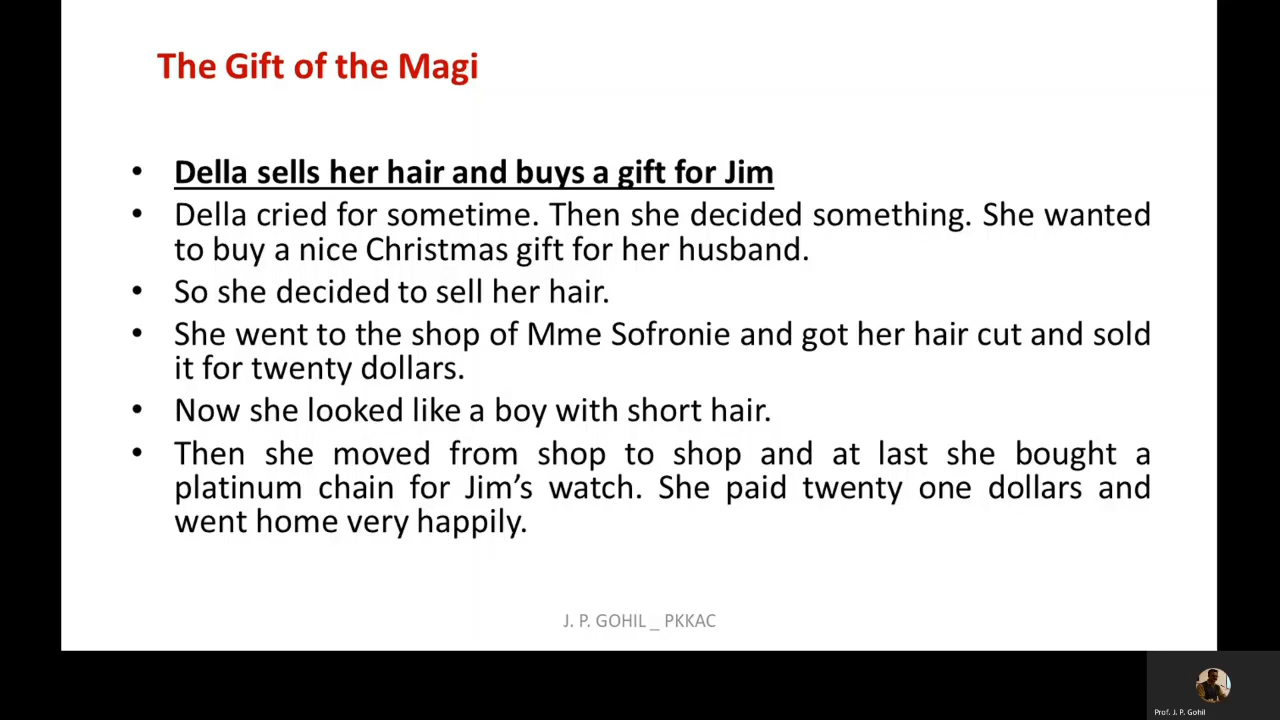 The Gift of the Magi
• Della sells her hair and buys a gift for Jim
• Della cried for sometime. Then she decided something. She wanted
to buy a nice Christmas gift for her husband.
• So she decided to sell her hair.
• She went to the shop of Mme Sofronie and got her hair cut and sold
it for twenty dollars.
• Now she looked like a boy with short hair.
• Then she moved from shop to shop and at last she bought a
platinum chain for Jim’s watch. She paid twenty one dollars and
went home very happily.
J. P. GOHIL _ PKKAC
Prof. J. P. Gohil